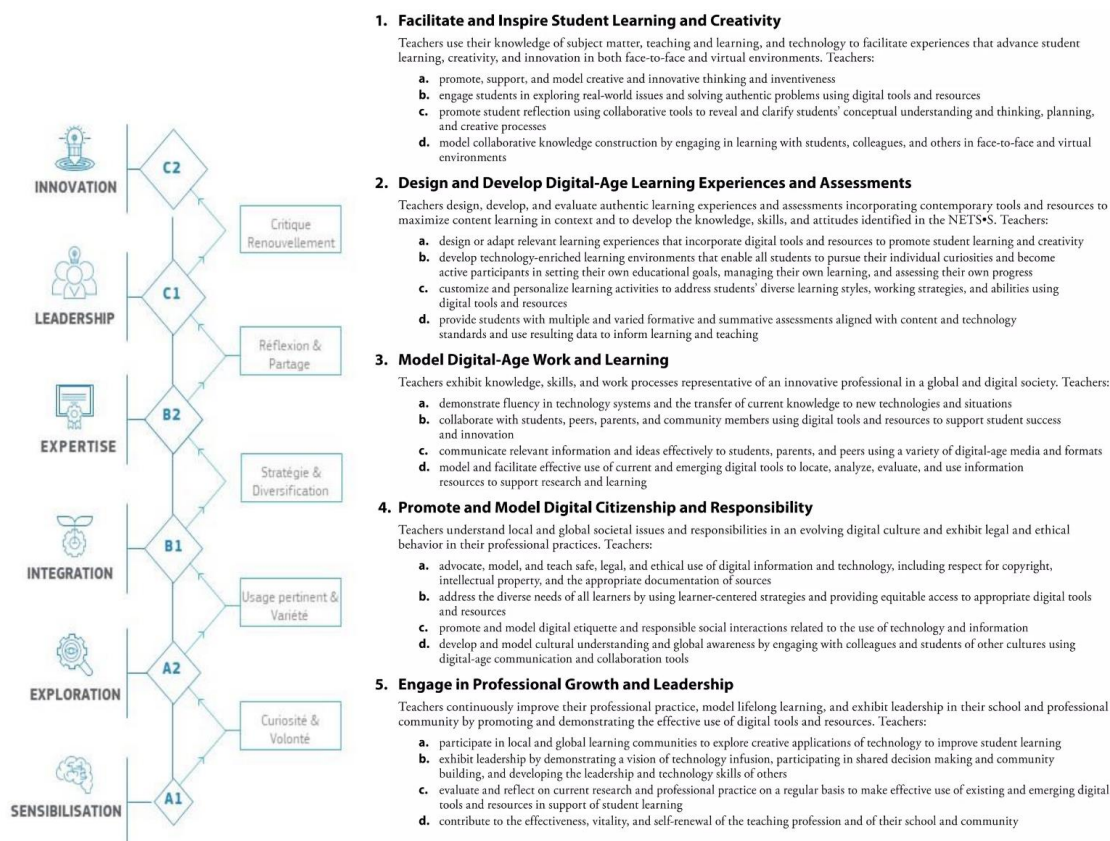 INNOVATION
C2
Critique
Renouvellement
LEADERSHIP
C1
Réflexion &
Partage
EXPERTISE
B2
Stratégie &
Diversification
INTEGRATION
B1
Usage pertinent &
Variété
EXPLORATION
A2
Curiosité &
Volonté
SENSIBILISATION
A1
1. Facilitate and Inspire Student Learning and Creativity
Teachers use their knowledge of subject matter, teaching and learning, and technology to facilitate experiences that advance student
learning, creativity, and innovation in both face-to-face and virtual environments. Teachers:
a. promote, support, and model creative and innovative thinking and inventiveness
b. engage students in exploring real-world issues and solving authentic problems using digital tools and resources
c. promote student reflection using collaborative tools to reveal and clarify students' conceptual understanding and thinking, planning,
and creative processes
d. model collaborative knowledge construction by engaging in learning with students, colleagues, and others in face-to-face and virtual
environments
2. Design and Develop Digital-Age Learning Experiences and Assessments
Teachers design, develop, and evaluate authentic learning experiences and assessments incorporating contemporary tools and resources to
maximize content learning in context and to develop the knowledge, skills, and attitudes identified in the NETS•S. Teachers:
a. design or adapt relevant learning experiences that incorporate digital tools and resources to promote student learning and creativity
b. develop technology-enriched learning environments that enable all students to pursue their individual curiosities and become
active participants in setting their own educational goals, managing their own learning, and assessing their own progress
c. customize and personalize learning activities to address students' diverse learning styles, working strategies, and abilities using
digital tools and resources
d. provide students with multiple and varied formative and summative assessments aligned with content and technology
standards and use resulting data to inform learning and teaching
3. Model Digital-Age Work and Learning
Teachers exhibit knowledge, skills, and work processes representative of an innovative professional in a global and digital society. Teachers:
a. demonstrate fluency in technology systems and the transfer of current knowledge to new technologies and situations
b. collaborate with students, peers, parents, and community members using digital tools and resources to support student success
and innovation
c. communicate relevant information and ideas effectively to students, parents, and peers using a variety of digital-age media and formats
d. model and facilitate effective use of current and emerging digital tools to locate, analyze, evaluate, and use information
resources to support research and learning
4. Promote and Model Digital Citizenship and Responsibility
Teachers understand local and global societal issues and responsibilities in an evolving digital culture and exhibit legal and ethical
behavior in their professional practices. Teachers:
a. advocate, model, and teach safe, legal, and ethical use of digital information and technology, including respect for copyright,
intellectual property, and the appropriate documentation of sources
b. address the diverse needs of all learners by using learner-centered strategies and providing equitable access to appropriate digital tools
and resources
c. promote and model digital etiquette and responsible social interactions related to the use of technology and information
d. develop and model cultural understanding and global awareness by engaging with colleagues and students of other cultures using
digital-age communication and collaboration tools
5. Engage in Professional Growth and Leadership
Teachers continuously improve their professional practice, model lifelong learning, and exhibit leadership in their school and professional
community by promoting and demonstrating the effective use of digital tools and resources. Teachers:
a. participate in local and global learning communities to explore creative applications of technology to improve student learning
b. exhibit leadership by demonstrating a vision of technology infusion, participating in shared decision making and community
building, and developing the leadership and technology skills of others
c. evaluate and reflect on current research and professional practice on a regular basis to make effective use of existing and emerging digital
tools and resources in support of student learning
d. contribute to the effectiveness, vitality, and self-renewal of the teaching profession and of their school and community